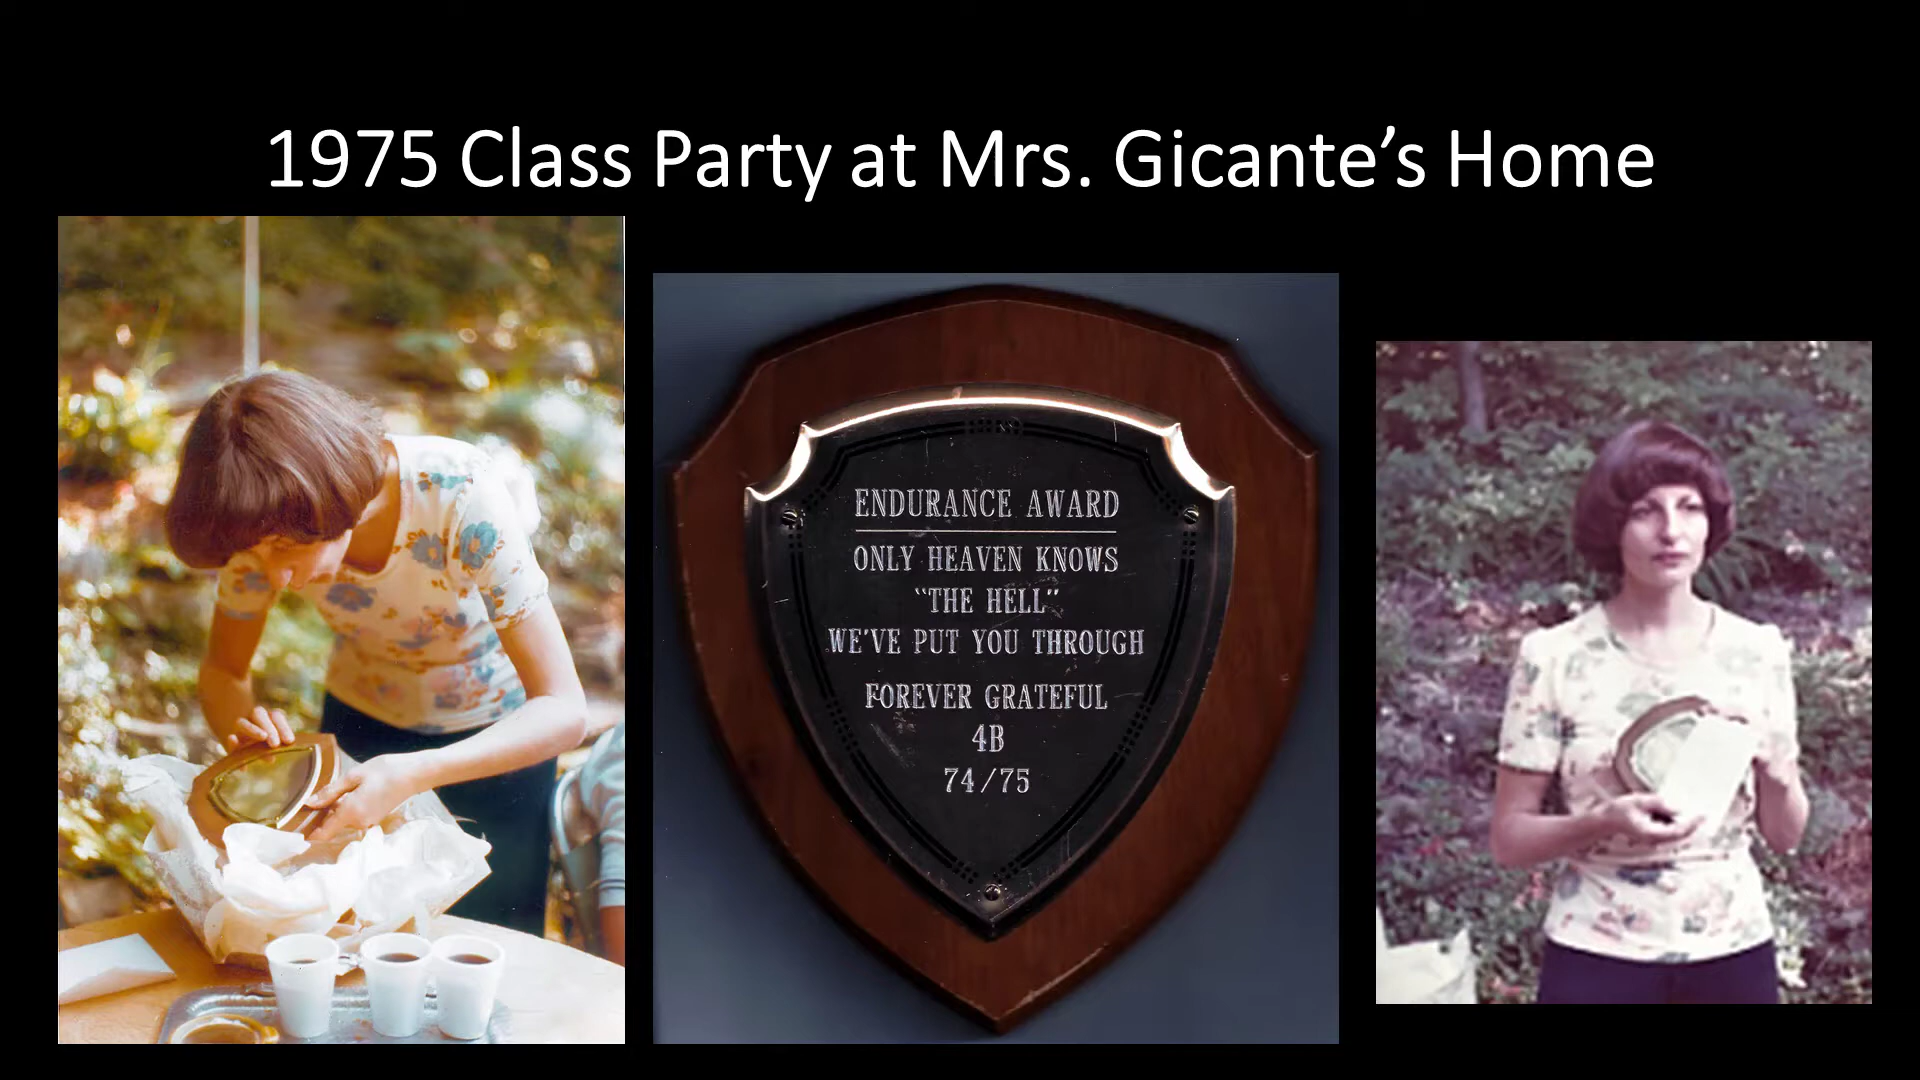 1975 Class Party at Mrs. Gicante’s Home
ENDURANCE AWARD
ONLY HEAVEN KNOWS
“THE HELL”
WE'VE PUT YOU THROUGH
FOREVER GRATEFUL
4B
74/75